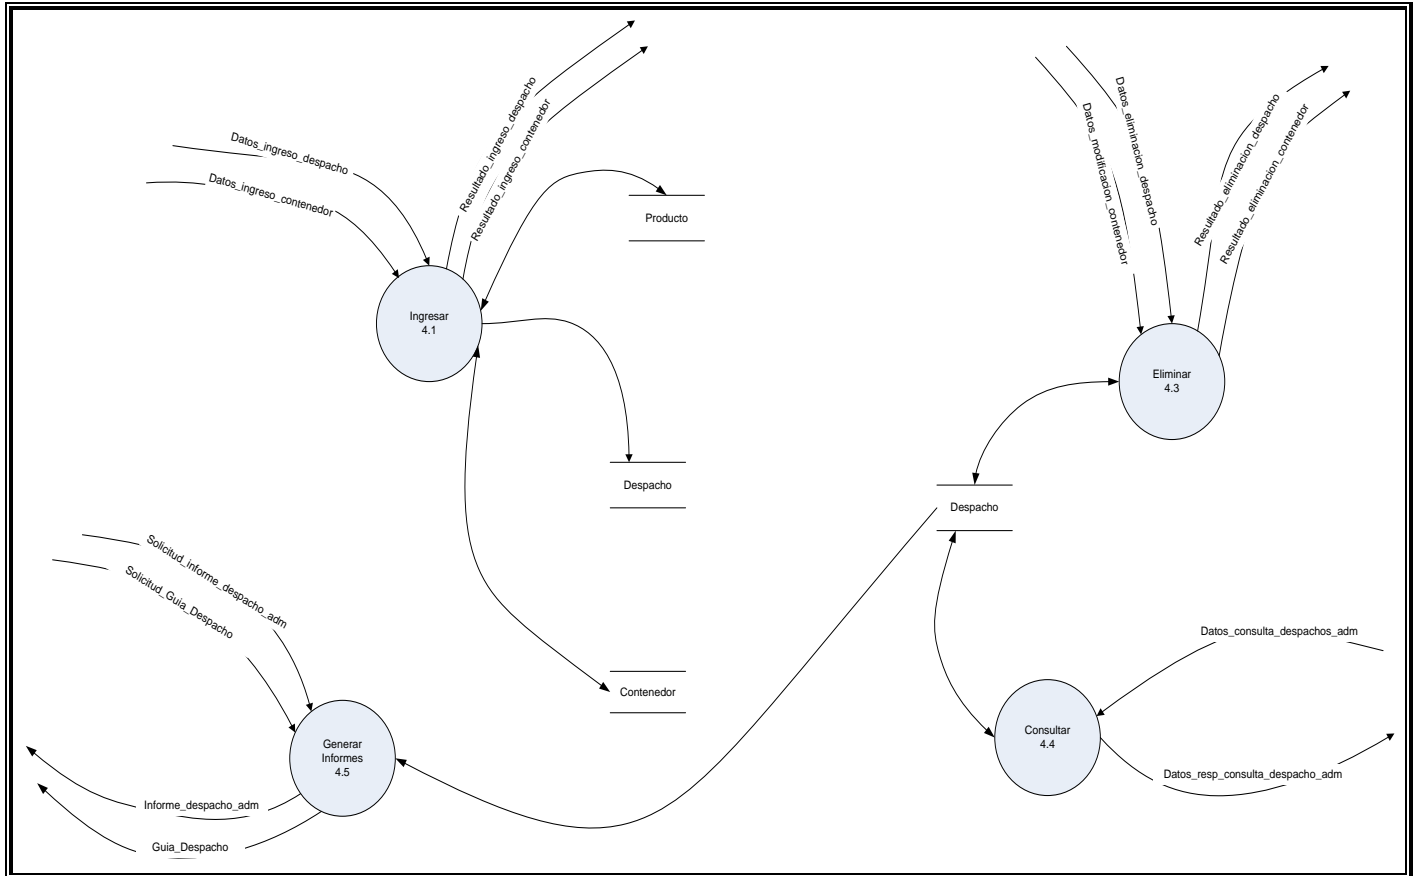 Resultado_ingreso_despacho
Resultado_ingreso_contenedor
Datos_ingreso_despacho
Datos_ingreso_contenedor
Producto
Ingresar
4.1
Despacho
Contenedor
Datos_eliminacion_despacho
Datos_modificacion_contenedor
Resultado_eliminacion_despacho
Resultado_eliminacion_contenedor
Eliminar
4.3
Despacho
Solicitud_informe_despacho_adm
Solicitud_Guia_Despacho
Generar
Informes
4.5
Informe_despacho_adm
Guia_Despacho
Datos_consulta_despachos_adm
Consultar
4.4
Datos_resp_consulta_despacho_adm